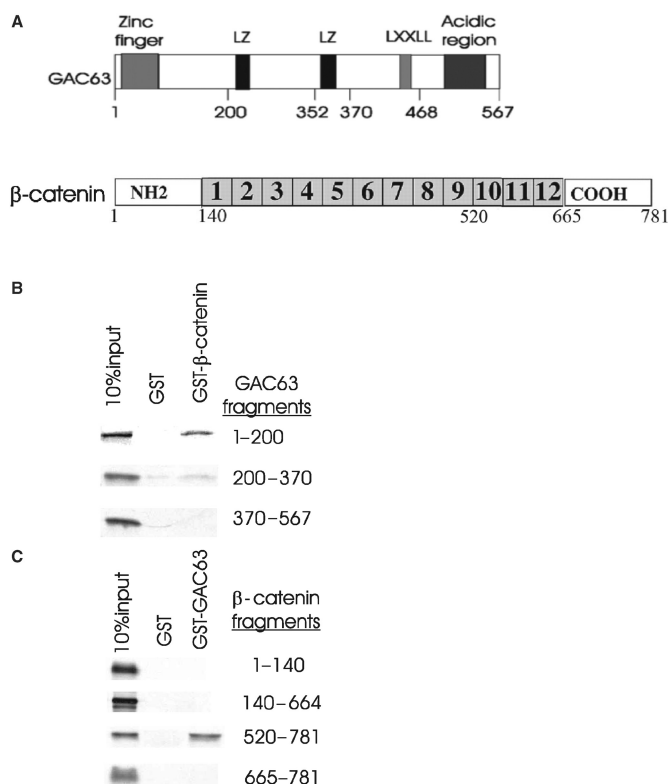 A
Zinc finger LZ LZ LXXLL Acidic region
GAC63
1 200 352 370 468 567
β-catenin NH2 1 2 3 4 5 6 7 8 9 10 11 12 COOH
1 140 520 665 781
B
10%input GST GST-β-catenin
GAC63
fragments
1–200
200–370
370–567
C
10%input GST GST-GAC63
β-catenin
fragments
1–140
140–664
520–781
665–781